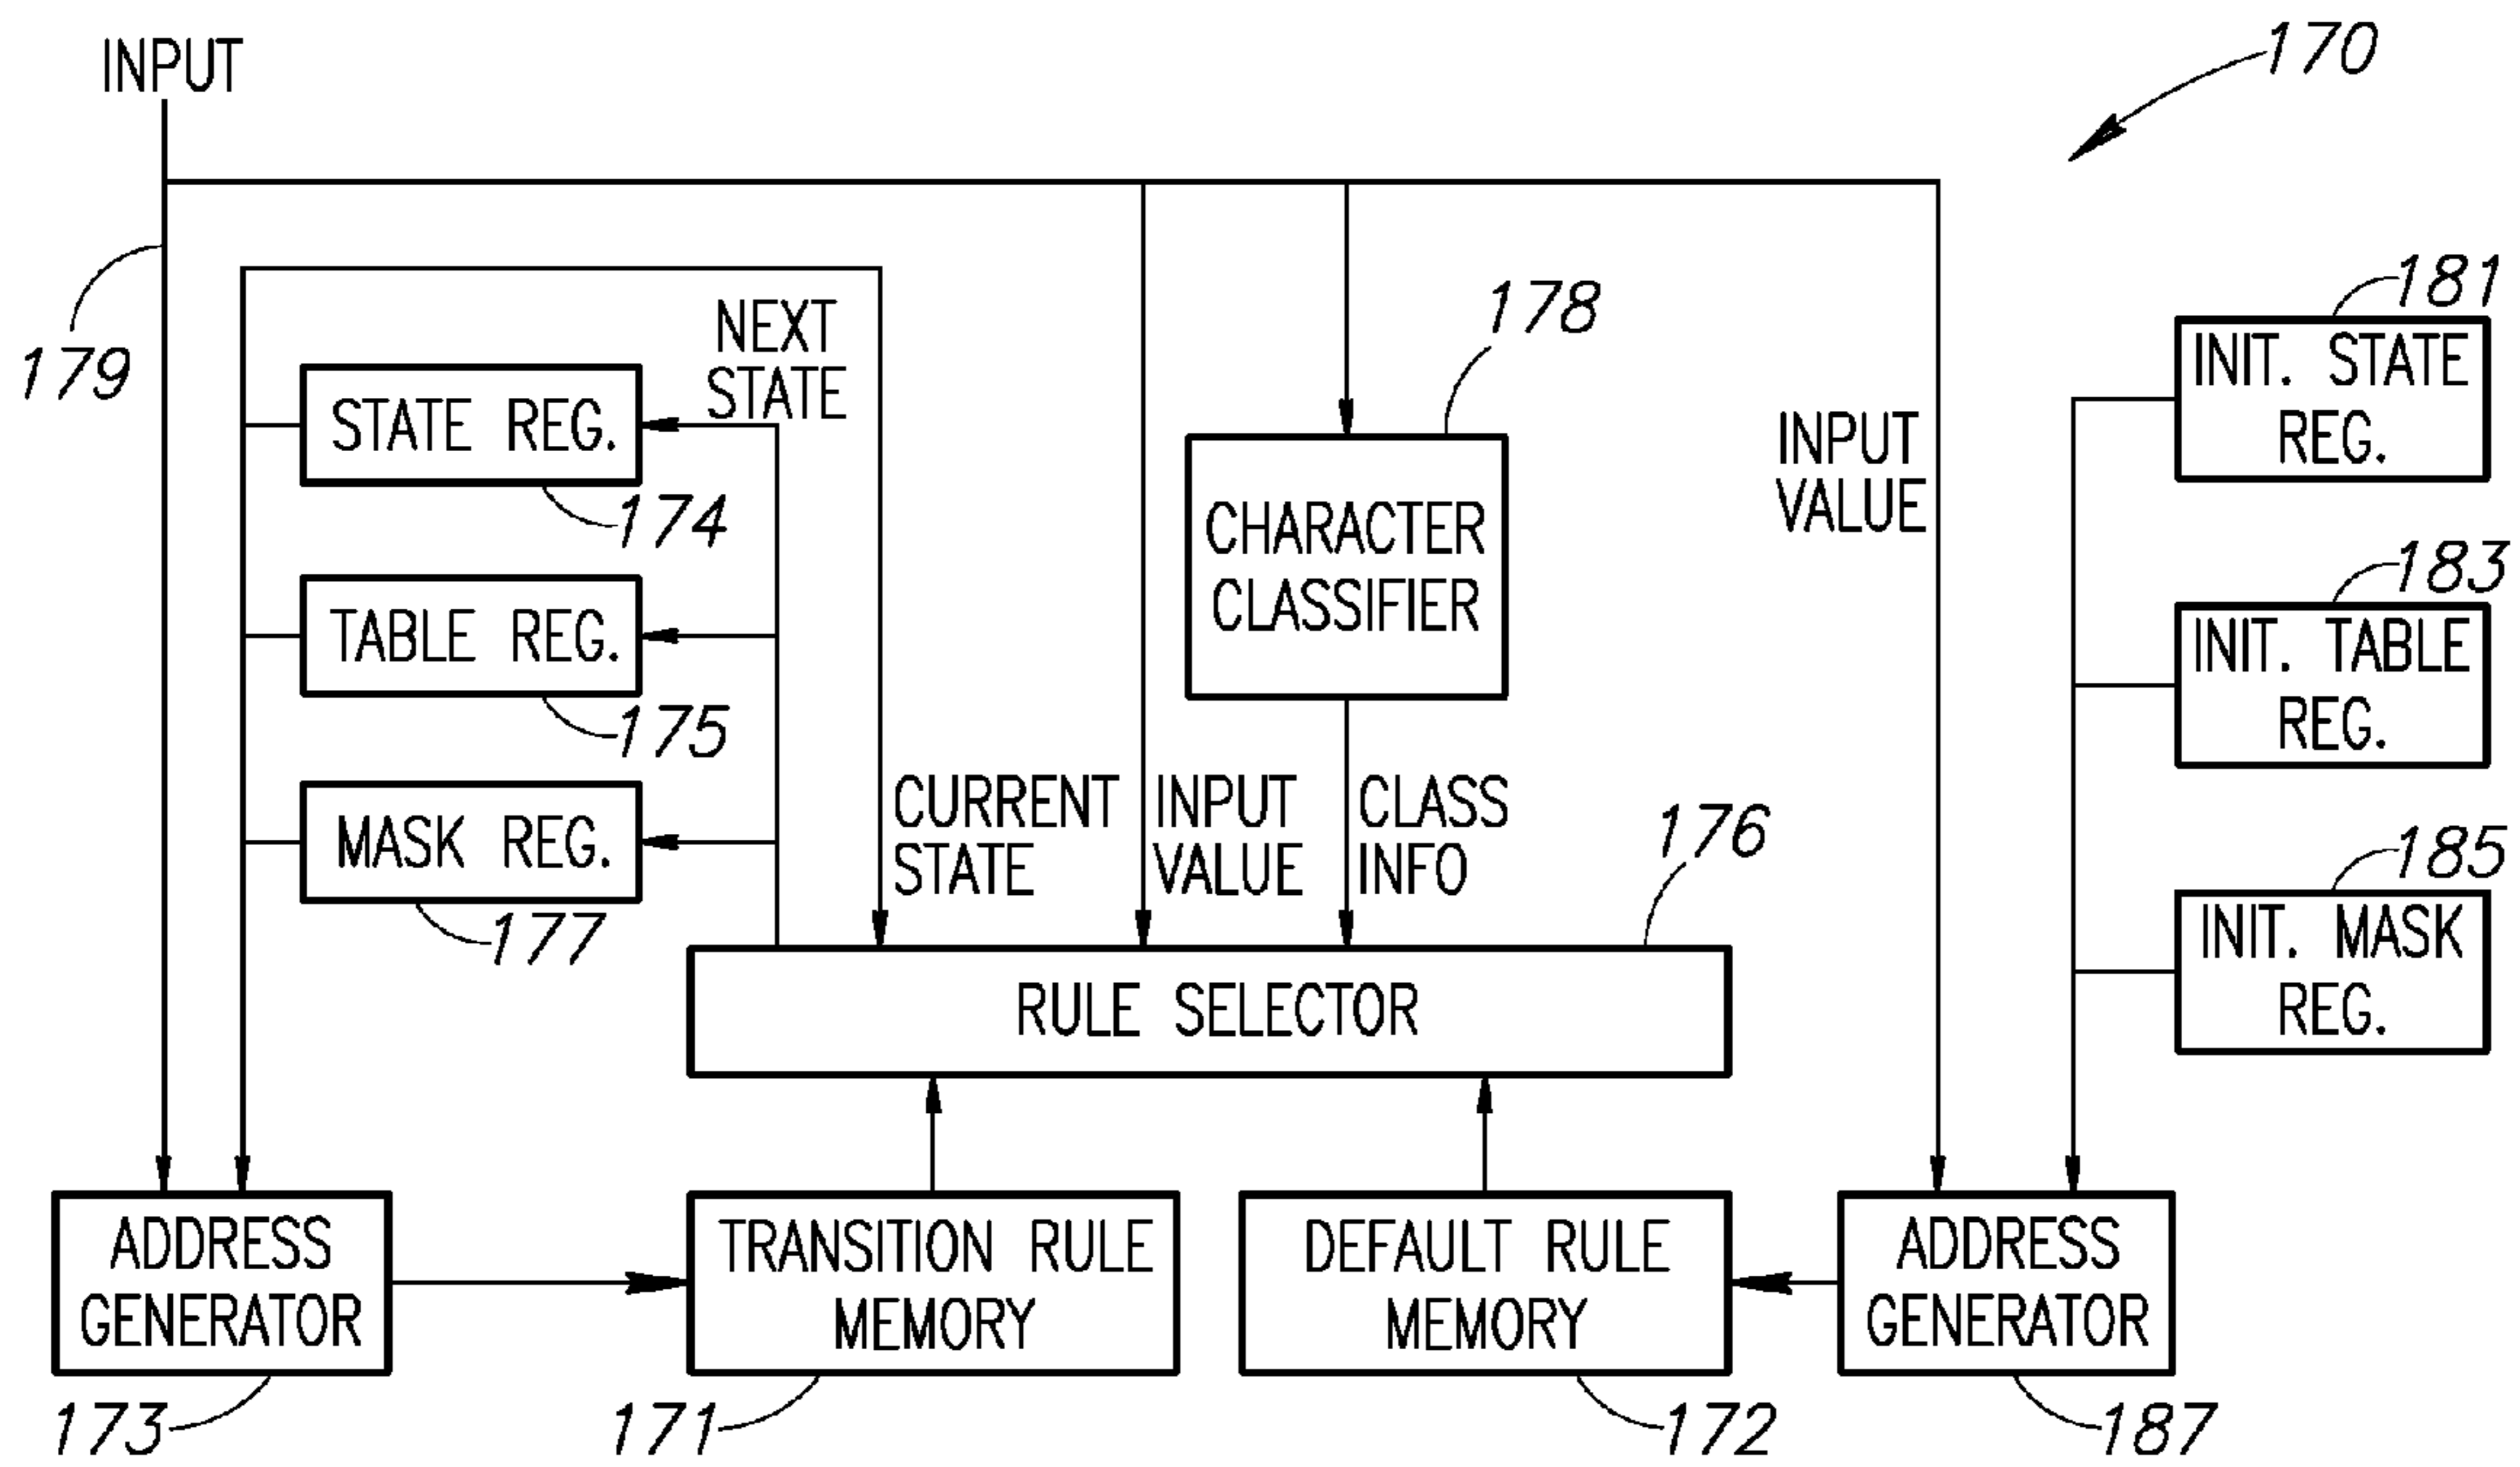 INPUT
170
179
NEXT
STATE
STATE REG.
174
TABLE REG.
175
MASK REG.
177
178
CHARACTER
CLASSIFIER
INPUT
VALUE
181
INIT. STATE
REG.
183
INIT. TABLE
REG.
185
INIT. MASK
REG.
CURRENT
STATE
INPUT
VALUE
CLASS
INFO
176
RULE SELECTOR
ADDRESS
GENERATOR
173
TRANSITION RULE
MEMORY
171
DEFAULT RULE
MEMORY
172
ADDRESS
GENERATOR
187